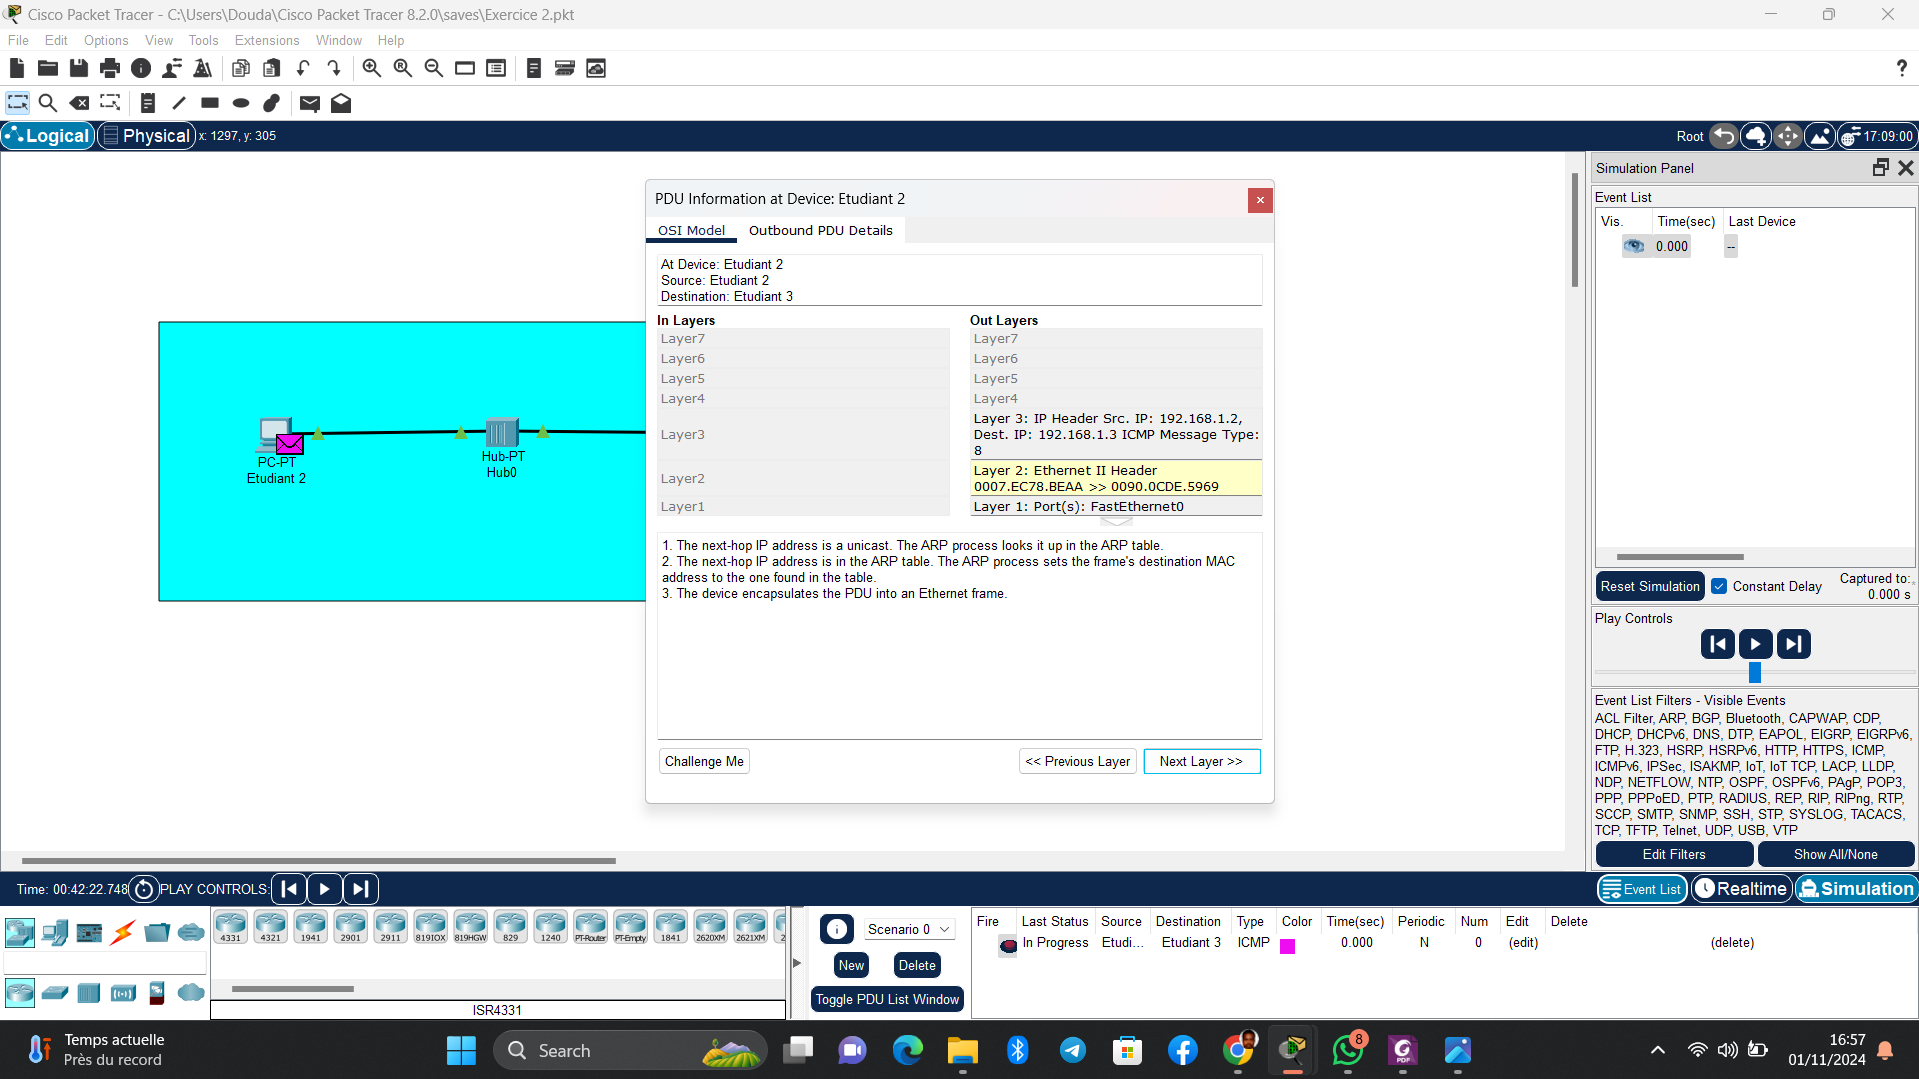 Cisco Packet Tracer - C:\Users\Douda\Cisco Packet Tracer 8.2.0\saves\Exercice 2.pkt
File Edit Options View Tools Extensions Window Help
Logical Physical x: 1297, y: 305
Root 17:09:00
PC-PT
Etudiant 2
Hub-PT
Hub0
PDU Information at Device: Etudiant 2
OSI Model Outbound PDU Details
At Device: Etudiant 2
Source: Etudiant 2
Destination: Etudiant 3
In Layers
Layer7
Layer6
Layer5
Layer4
Layer3
Layer2
Layer1
Out Layers
Layer7
Layer6
Layer5
Layer4
Layer 3: IP Header Src. IP: 192.168.1.2,
Dest. IP: 192.168.1.3 ICMP Message Type:
8
Layer 2: Ethernet II Header
0007.EC78.BEAA >> 0090.0CDE.5969
Layer 1: Port(s): FastEthernet0
1. The next-hop IP address is a unicast. The ARP process looks it up in the ARP table.
2. The next-hop IP address is in the ARP table. The ARP process sets the frame's destination MAC
address to the one found in the table.
3. The device encapsulates the PDU into an Ethernet frame.
Challenge Me << Previous Layer Next Layer >>
Simulation Panel
Event List
Vis. Time(sec) Last Device
0.000 --
Reset Simulation Constant Delay
Captured to:
0.000 s
Play Controls
Event List Filters - Visible Events
ACL Filter, ARP, BGP, Bluetooth, CAPWAP, CDP,
DHCP, DHCPv6, DNS, DTP, EAPOL, EIGRP, EIGRPv6,
FTP, H.323, HSRP, HSRPv6, HTTP, HTTPS, ICMP,
ICMPv6, IPSec, ISAKMP, IoT, IoT TCP, LACP, LLDP,
NDP, NETFLOW, NTP, OSPF, OSPFv6, PAgP, POP3,
PPP, PPPoED, PTP, RADIUS, REP, RIP, RIPng, RTP,
SCCP, SMTP, SNMP, SSH, STP, SYSLOG, TACACS,
TCP, TFTP, Telnet, UDP, USB, VTP
Edit Filters Show All/None
Time: 00:42:22.748 PLAY CONTROLS:
Event List Realtime Simulation
4331 4321 1941 2901 2911 819IOX 819HGW 829 1240 PT-Router PT-Empty 1841 2620XM 2621XM 2
ISR4331
Scenario 0
New Delete
Toggle PDU List Window
Fire Last Status Source Destination Type Color Time(sec) Periodic Num Edit Delete
In Progress Etudi... Etudiant 3 ICMP 0.000 N 0 (edit) (delete)
Temps actuelle
Près du record
Search
8
PDF
16:57
01/11/2024